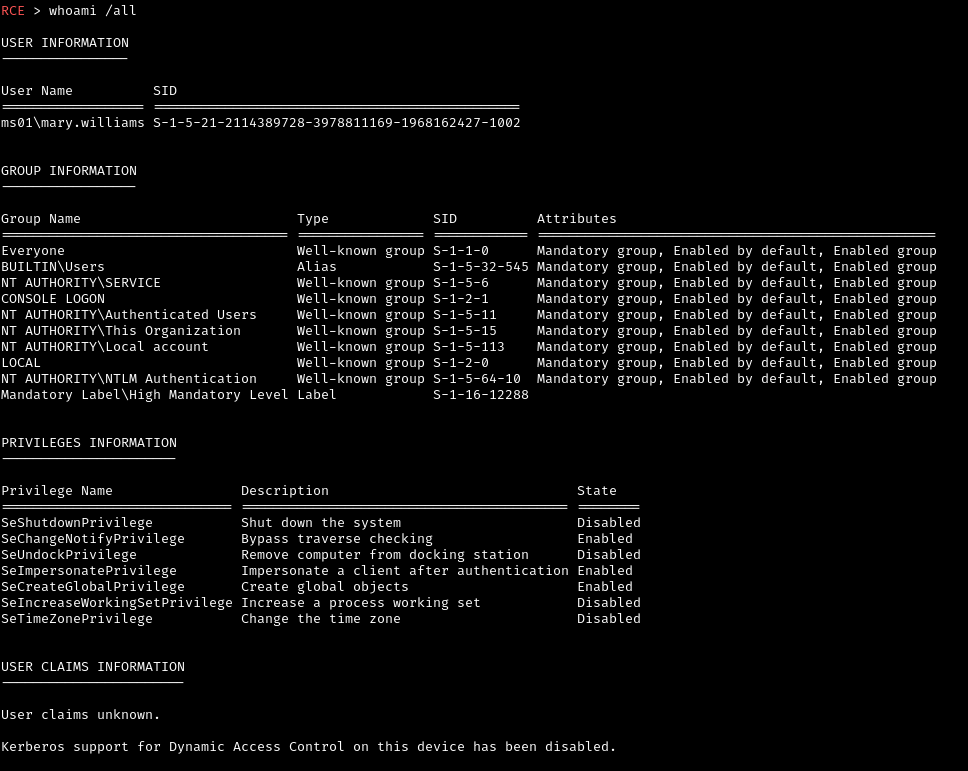 RCE > whoami /all
USER INFORMATION
----------------
User Name          SID
================== ==============================================
ms01\mary.williams S-1-5-21-2114389728-3978811169-1968162427-1002
GROUP INFORMATION
-----------------
Group Name                           Type             SID          Attributes
==================================== ================ ============ ==================================================
Everyone                             Well-known group S-1-1-0      Mandatory group, Enabled by default, Enabled group
BUILTIN\Users                        Alias            S-1-5-32-545 Mandatory group, Enabled by default, Enabled group
NT AUTHORITY\SERVICE                 Well-known group S-1-5-6      Mandatory group, Enabled by default, Enabled group
CONSOLE LOGON                        Well-known group S-1-2-1      Mandatory group, Enabled by default, Enabled group
NT AUTHORITY\Authenticated Users     Well-known group S-1-5-11     Mandatory group, Enabled by default, Enabled group
NT AUTHORITY\This Organization       Well-known group S-1-5-15     Mandatory group, Enabled by default, Enabled group
NT AUTHORITY\Local account           Well-known group S-1-5-113    Mandatory group, Enabled by default, Enabled group
LOCAL                                Well-known group S-1-2-0      Mandatory group, Enabled by default, Enabled group
NT AUTHORITY\NTLM Authentication     Well-known group S-1-5-64-10  Mandatory group, Enabled by default, Enabled group
Mandatory Label\High Mandatory Level Label            S-1-16-12288
PRIVILEGES INFORMATION
----------------------
Privilege Name                Description                               State
============================= ========================================= ========
SeShutdownPrivilege           Shut down the system                      Disabled
SeChangeNotifyPrivilege       Bypass traverse checking                  Enabled
SeUndockPrivilege             Remove computer from docking station      Disabled
SeImpersonatePrivilege        Impersonate a client after authentication Enabled
SeCreateGlobalPrivilege       Create global objects                     Enabled
SeIncreaseWorkingSetPrivilege Increase a process working set            Disabled
SeTimeZonePrivilege           Change the time zone                      Disabled
USER CLAIMS INFORMATION
-----------------------
User claims unknown.
Kerberos support for Dynamic Access Control on this device has been disabled.